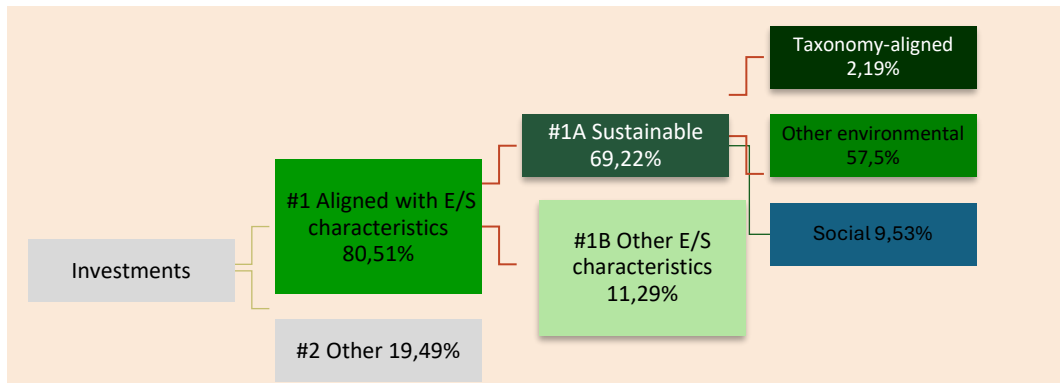 Investments
#1 Aligned with E/S
characteristics
80,51%
#2 Other 19,49%
#1A Sustainable
69,22%
#1B Other E/S
characteristics
11,29%
Taxonomy-aligned
2,19%
Other environmental
57,5%
Social 9,53%